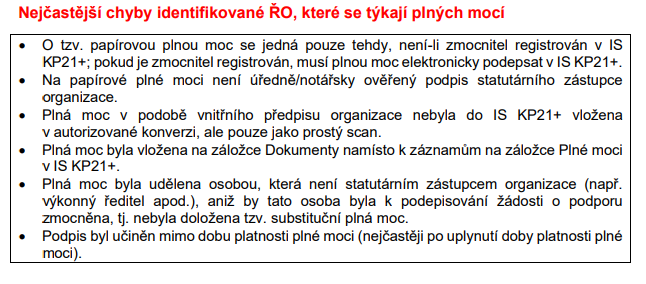 Nejčastější chyby identifikované ŘO, které se týkají plných mocí
• O tzv. papírovou plnou moc se jedná pouze tehdy, není-li zmocnitel registrován v IS
KP21+; pokud je zmocnitel registrován, musí plnou moc elektronicky podepsat v IS KP21+.
• Na papírové plné moci není úředně/notářsky ověřený podpis statutárního zástupce
organizace.
• Plná moc v podobě vnitřního předpisu organizace nebyla do IS KP21+ vložena
v autorizované konverzi, ale pouze jako prostý scan.
• Plná moc byla vložena na záložce Dokumenty namísto k záznamům na záložce Plné moci
v IS KP21+.
• Plná moc byla udělena osobou, která není statutárním zástupcem organizace (např.
výkonný ředitel apod.), aniž by tato osoba byla k podepisování žádosti o podporu
zmocněna, tj. nebyla doložena tzv. substituční plná moc.
• Podpis byl učiněn mimo dobu platnosti plné moci (nejčastěji po uplynutí doby platnosti plné
moci).